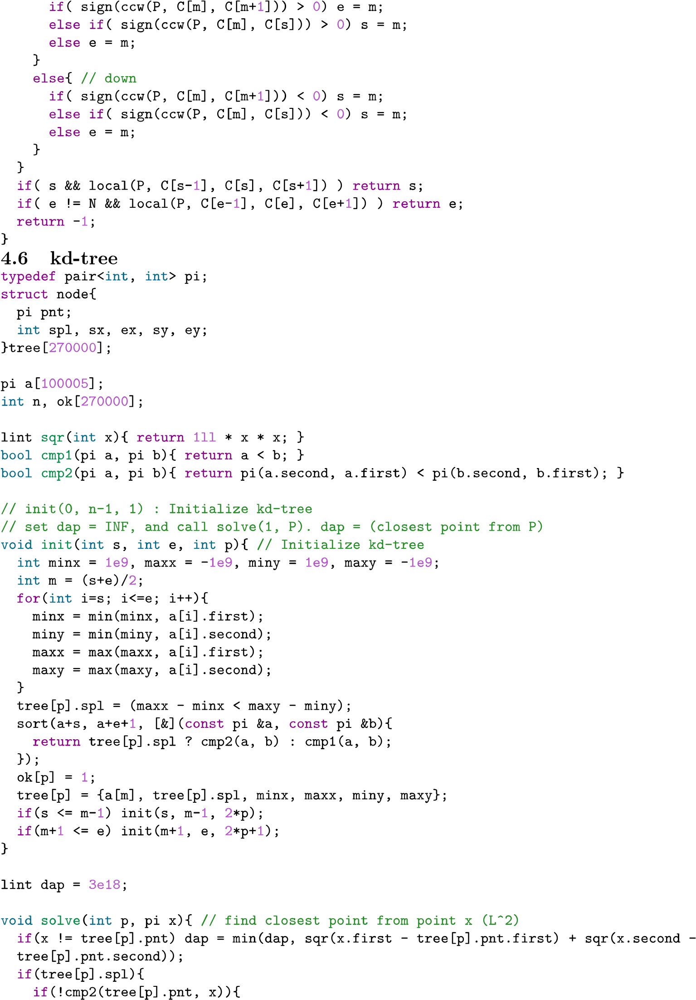 if( sign(ccw(P, C[m], C[m+1])) > 0) e = m;
      else if( sign(ccw(P, C[m], C[s])) > 0) s = m;
      else e = m;
    }
    else{ // down
      if( sign(ccw(P, C[m], C[m+1])) < 0) s = m;
      else if( sign(ccw(P, C[m], C[s])) < 0) s = m;
      else e = m;
    }
  }
  if( s && local(P, C[s-1], C[s], C[s+1]) ) return s;
  if( e != N && local(P, C[e-1], C[e], C[e+1]) ) return e;
  return -1;
}
4.6 kd-tree
typedef pair<int, int> pi;
struct node{
  pi pnt;
  int spl, sx, ex, sy, ey;
}tree[270000];

pi a[100005];
int n, ok[270000];

lint sqr(int x){ return 1ll * x * x; }
bool cmp1(pi a, pi b){ return a < b; }
bool cmp2(pi a, pi b){ return pi(a.second, a.first) < pi(b.second, b.first); }

// init(0, n-1, 1) : Initialize kd-tree
// set dap = INF, and call solve(1, P). dap = (closest point from P)
void init(int s, int e, int p){ // Initialize kd-tree
  int minx = 1e9, maxx = -1e9, miny = 1e9, maxy = -1e9;
  int m = (s+e)/2;
  for(int i=s; i<=e; i++){
    minx = min(minx, a[i].first);
    miny = min(miny, a[i].second);
    maxx = max(maxx, a[i].first);
    maxy = max(maxy, a[i].second);
  }
  tree[p].spl = (maxx - minx < maxy - miny);
  sort(a+s, a+e+1, [&](const pi &a, const pi &b){
    return tree[p].spl ? cmp2(a, b) : cmp1(a, b);
  });
  ok[p] = 1;
  tree[p] = {a[m], tree[p].spl, minx, maxx, miny, maxy};
  if(s <= m-1) init(s, m-1, 2*p);
  if(m+1 <= e) init(m+1, e, 2*p+1);
}

lint dap = 3e18;

void solve(int p, pi x){ // find closest point from point x (L^2)
  if(x != tree[p].pnt) dap = min(dap, sqr(x.first - tree[p].pnt.first) + sqr(x.second -
  tree[p].pnt.second));
  if(tree[p].spl){
    if(!cmp2(tree[p].pnt, x)){